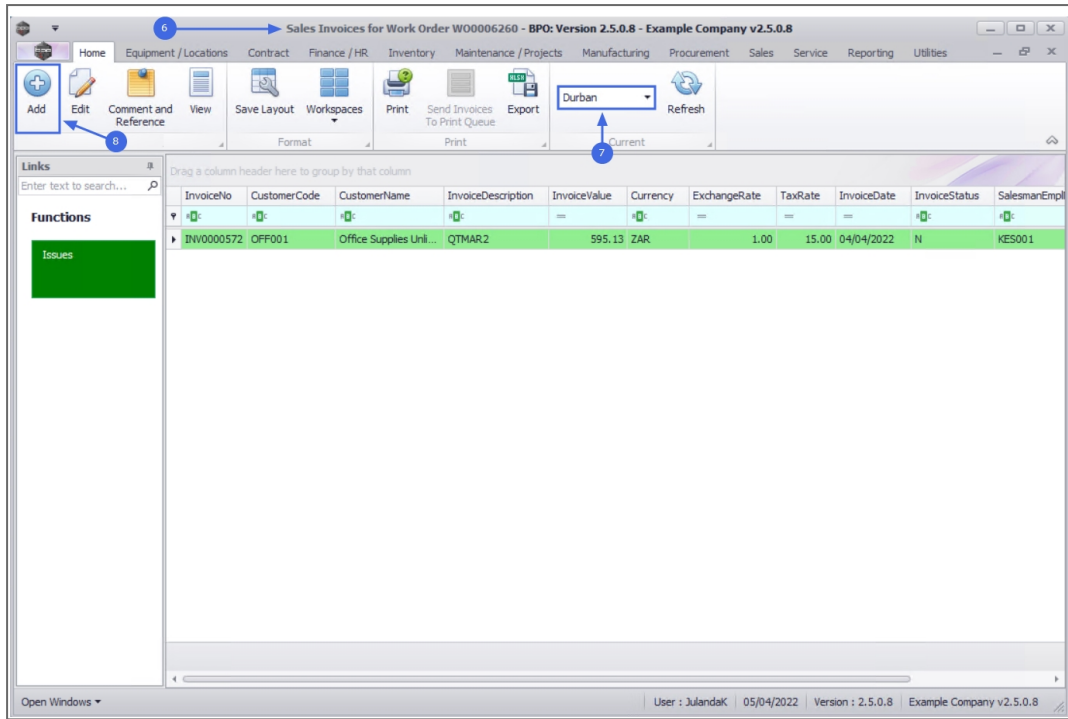 6
Sales Invoices for Work Order WO0006260 - BPO: Version 2.5.0.8 - Example Company v2.5.0.8
Home Equipment / Locations Contract Finance / HR Inventory Maintenance / Projects Manufacturing Procurement Sales Service Reporting Utilities
Add Edit Comment and Reference View Save Layout Workspaces Print Send Invoices To Print Queue Export Durban Refresh
8 Format Print 7 Current
Links
Enter text to search...
Functions
Issues
Drag a column header here to group by that column
InvoiceNo CustomerCode CustomerName InvoiceDescription InvoiceValue Currency ExchangeRate TaxRate InvoiceDate InvoiceStatus SalesmanEmpl
= = = =
INV0000572 OFF001 Office Supplies Unli... QTMAR2 595.13 ZAR 1.00 15.00 04/04/2022 N KES001
Open Windows User : JulandaK 05/04/2022 Version : 2.5.0.8 Example Company v2.5.0.8